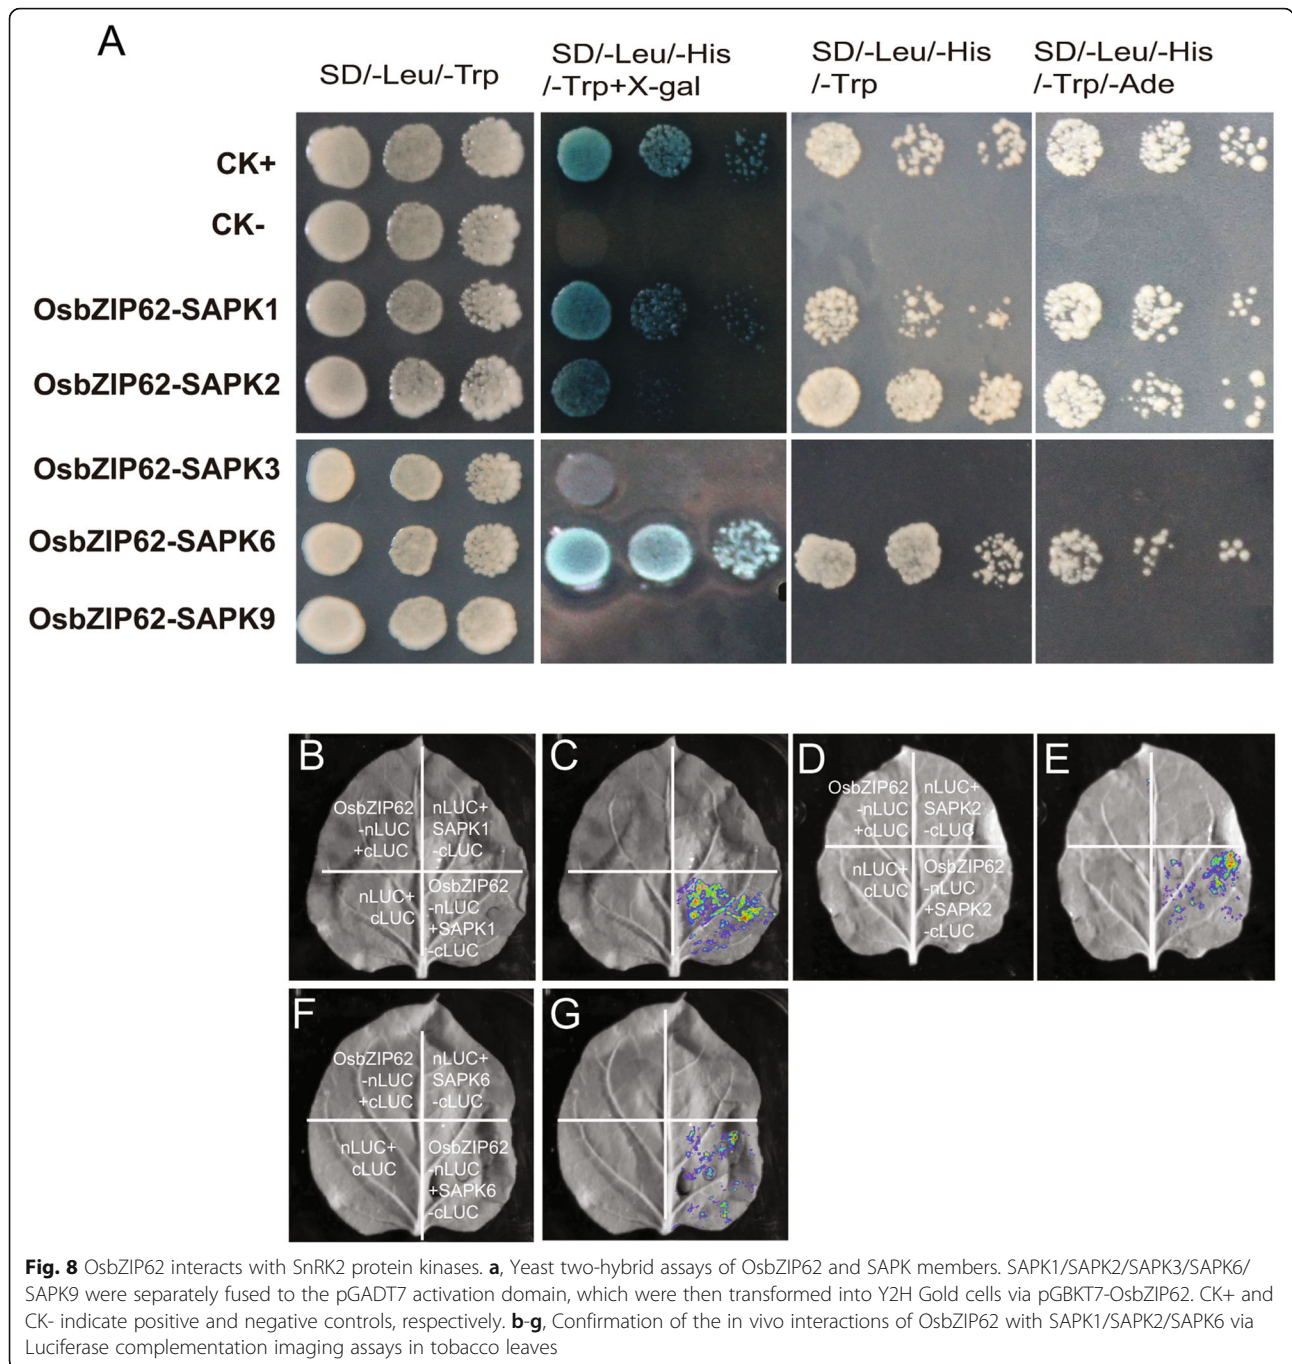 A
SD/-Leu/-Trp
SD/-Leu/-His
/-Trp+X-gal
SD/-Leu/-His
/-Trp
SD/-Leu/-His
/-Trp/-Ade
CK+
CK-
OsbZIP62-SAPK1
OsbZIP62-SAPK2
OsbZIP62-SAPK3
OsbZIP62-SAPK6
OsbZIP62-SAPK9
B
OsbZIP62
-nLUC
+cLUC
nLUC+
SAPK1
-cLUC
nLUC+
cLUC
OsbZIP62
-nLUC
+SAPK1
-cLUC
C
D
OsbZIP62
-nLUC
+cLUC
nLUC+
SAPK2
-cLUC
nLUC+
cLUC
OsbZIP62
-nLUC
+SAPK2
-cLUC
E
F
OsbZIP62
-nLUC
+cLUC
nLUC+
SAPK6
-cLUC
nLUC+
cLUC
OsbZIP62
-nLUC
+SAPK6
-cLUC
G
Fig. 8 OsbZIP62 interacts with SnRK2 protein kinases. a, Yeast two-hybrid assays of OsbZIP62 and SAPK members. SAPK1/SAPK2/SAPK3/SAPK6/
SAPK9 were separately fused to the pGADT7 activation domain, which were then transformed into Y2H Gold cells via pGBKT7-OsbZIP62. CK+ and
CK- indicate positive and negative controls, respectively. b-g, Confirmation of the in vivo interactions of OsbZIP62 with SAPK1/SAPK2/SAPK6 via
Luciferase complementation imaging assays in tobacco leaves